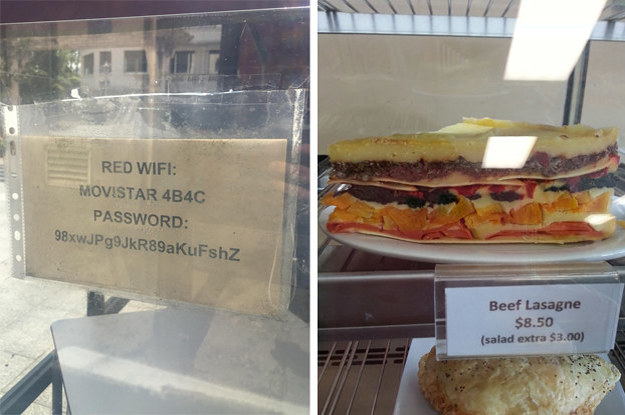 RED WIFI:
MOVISTAR 4B4C
PASSWORD:
98xwJPg9JkR89aKuFshZ
Beef Lasagne
$8.50
(salad extra $3.00)